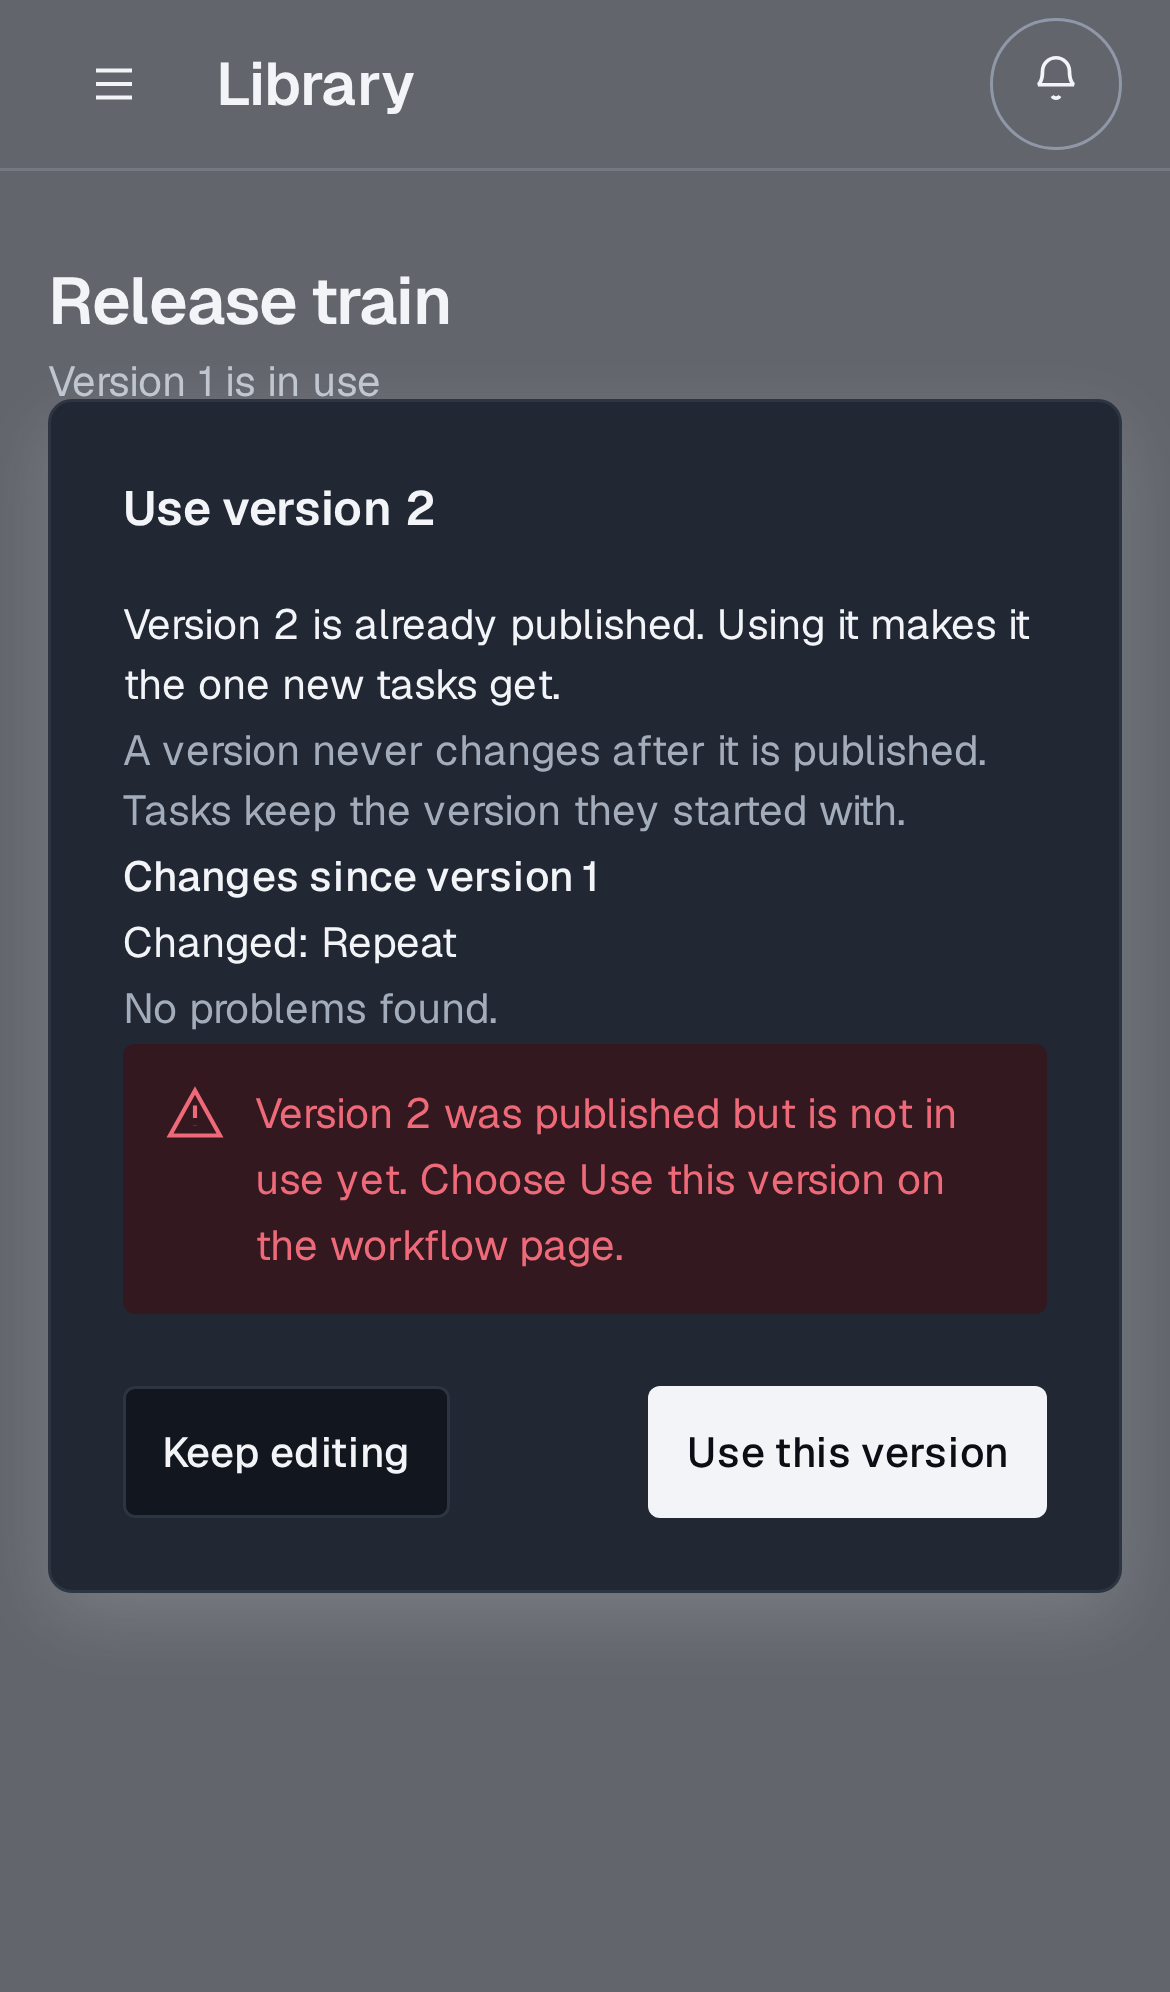 Library
Release train
Version 1 is in use
Use version 2
Version 2 is already published. Using it makes it
the one new tasks get.
A version never changes after it is published.
Tasks keep the version they started with.
Changes since version 1
Changed: Repeat
No problems found.
Version 2 was published but is not in
use yet. Choose Use this version on
the workflow page.
Keep editing
Use this version